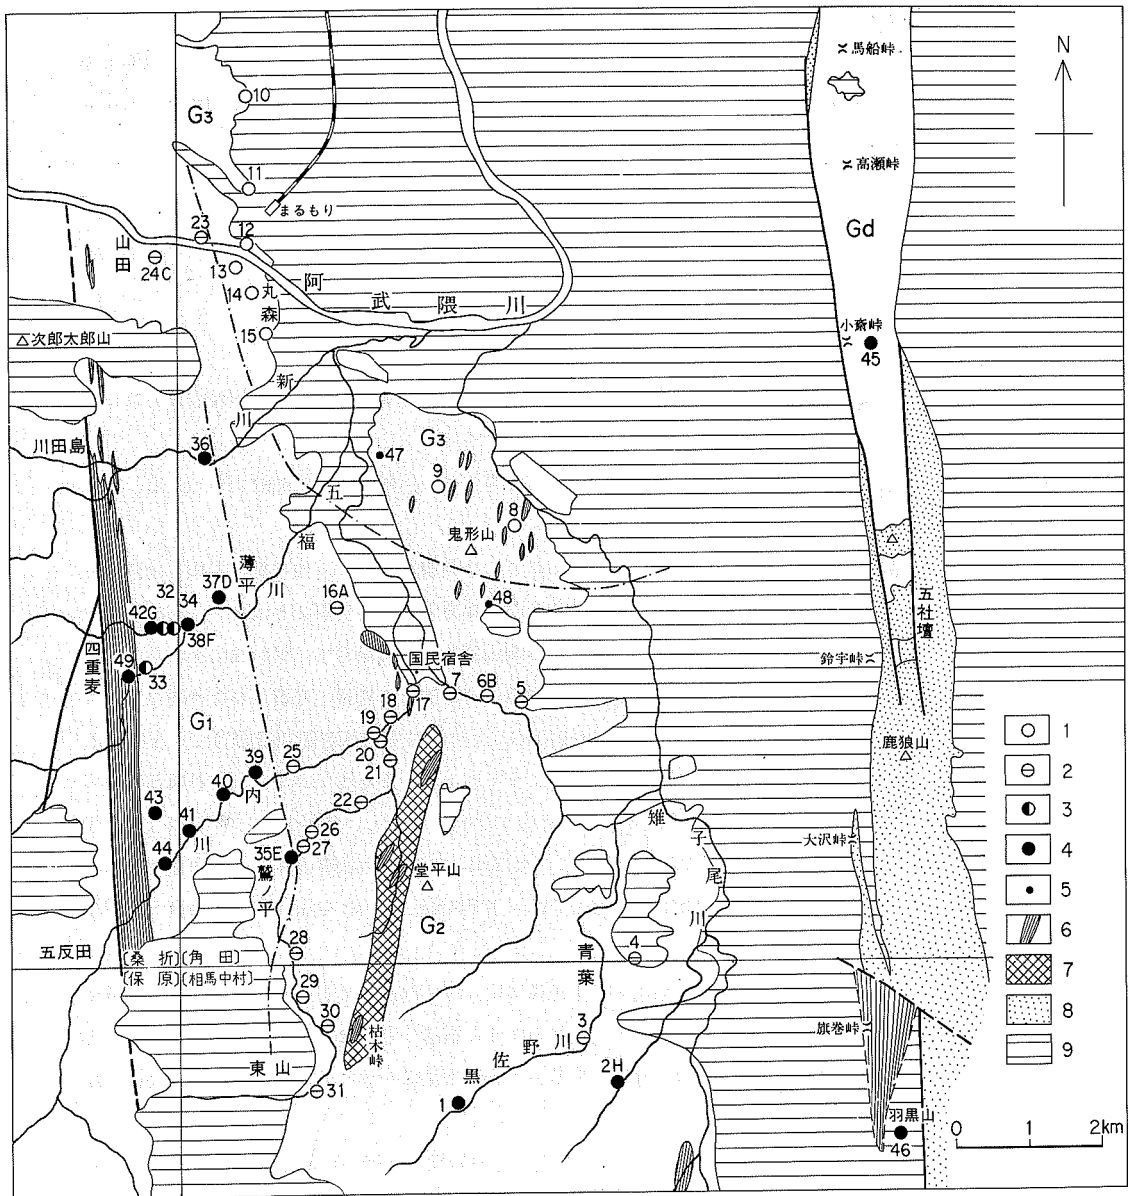 N
馬船峠
高瀬峠
Gd
小斎峠
45
五社壇
鈴宇峠
鹿狼山
大沢峠
旗巻峠
羽黒山
46
G3
10
11
まるもり
23
12
山田
24C
13
14
丸森
15
阿武隈川
次郎太郎山
新川
川田島
36
G3
47
9
8
鬼形山
48
五福
薄平川
37D
16A
32
34
42G
38F
49
33
四重麦
国民宿舎
7
6B
5
17
18
19
20
21
G1
39
25
40
内川
22
43
41
26
27
44
35E
鷲ノ平
堂平山
G2
雉子尾川
青葉
4
五反田
28
[桑折][角田]
[保原][相馬中村]
29
30
枯木峠
東山
31
黒佐野川
3
2H
1
1
2
3
4
5
6
7
8
9
0 1 2km